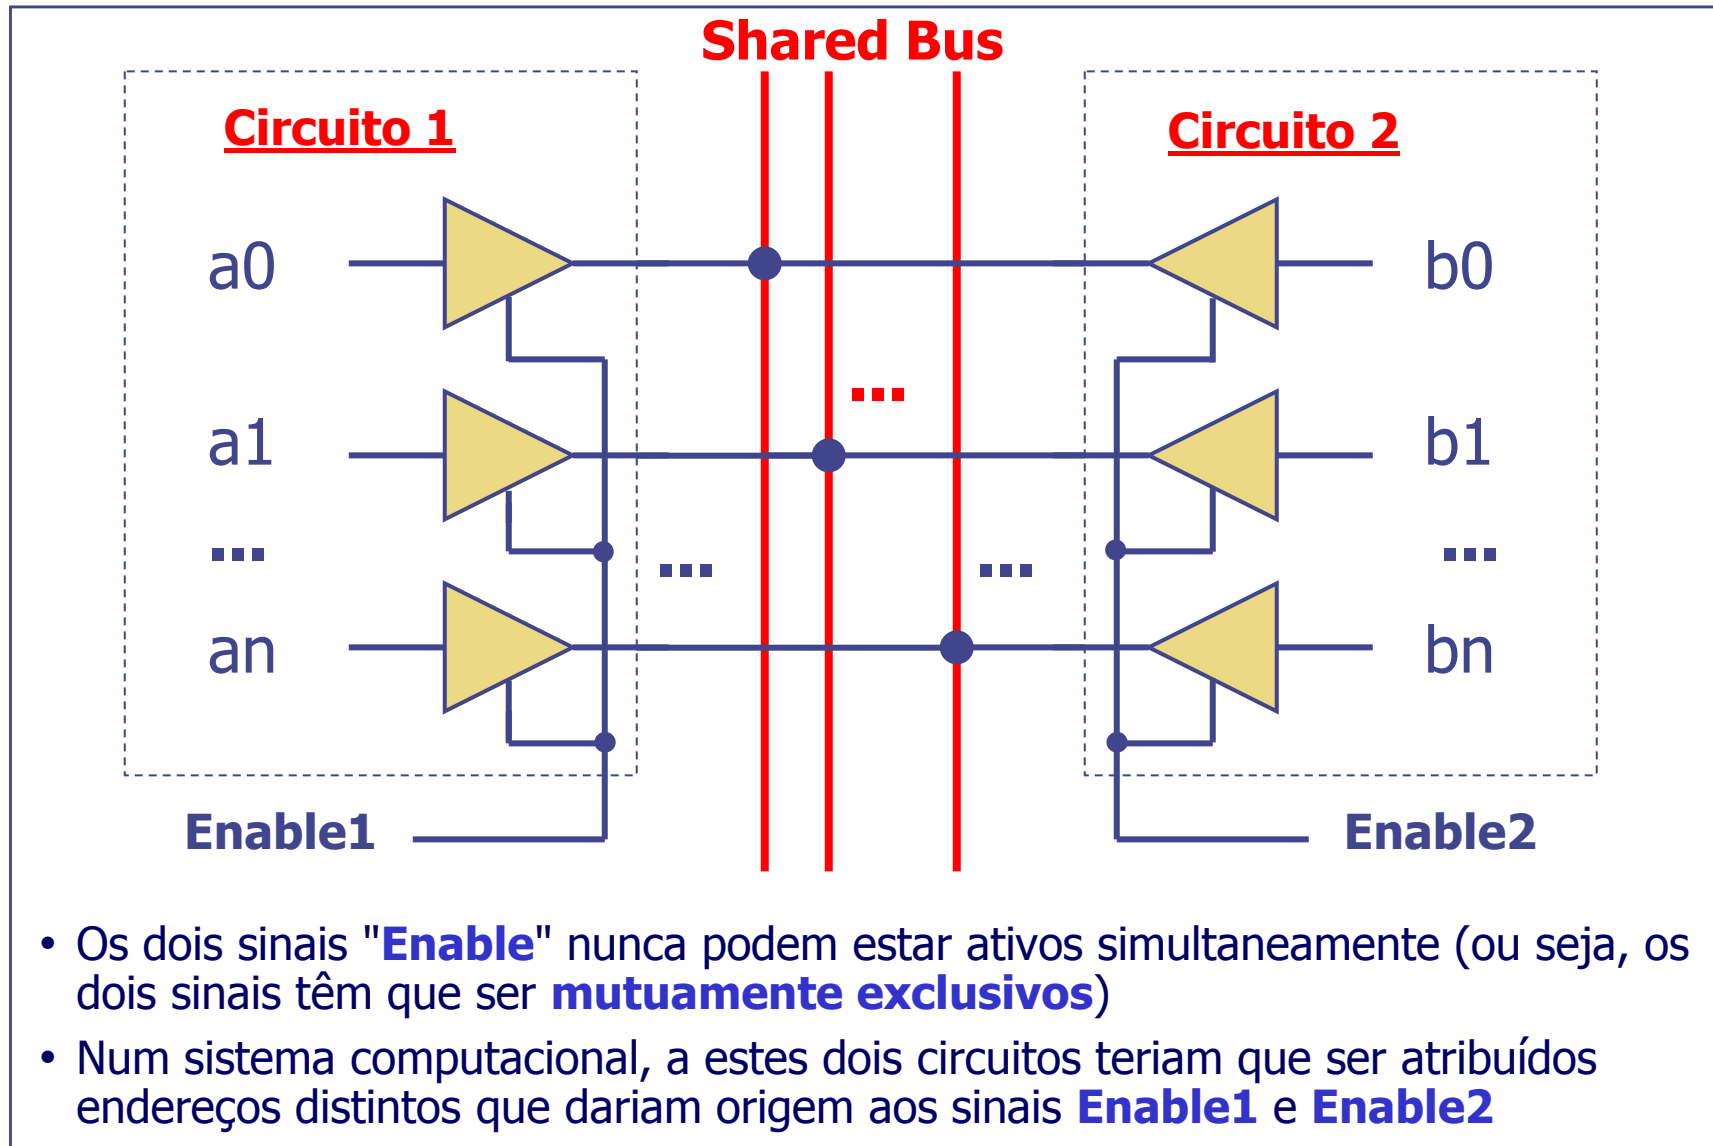 Shared Bus
Circuito 1
Circuito 2
a0
b0
...
a1
b1
...
...
...
...
an
bn
Enable1
Enable2
• Os dois sinais "Enable" nunca podem estar ativos simultaneamente (ou seja, os
dois sinais têm que ser mutuamente exclusivos)
• Num sistema computacional, a estes dois circuitos teriam que ser atribuídos
endereços distintos que dariam origem aos sinais Enable1 e Enable2